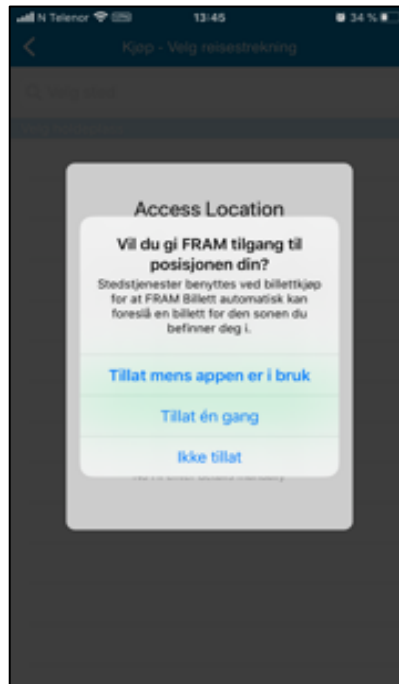 N Telenor
13:45
34 %
Kjøp - Velg reisestrekning
Access Location
Vil du gi FRAM tilgang til
posisjonen din?
Stedstjenester benyttes ved billettkjøp
for at FRAM Billett automatisk kan
foreslå en billett for den sonen du
befinner deg i.
Tillat mens appen er i bruk
Tillat én gang
Ikke tillat